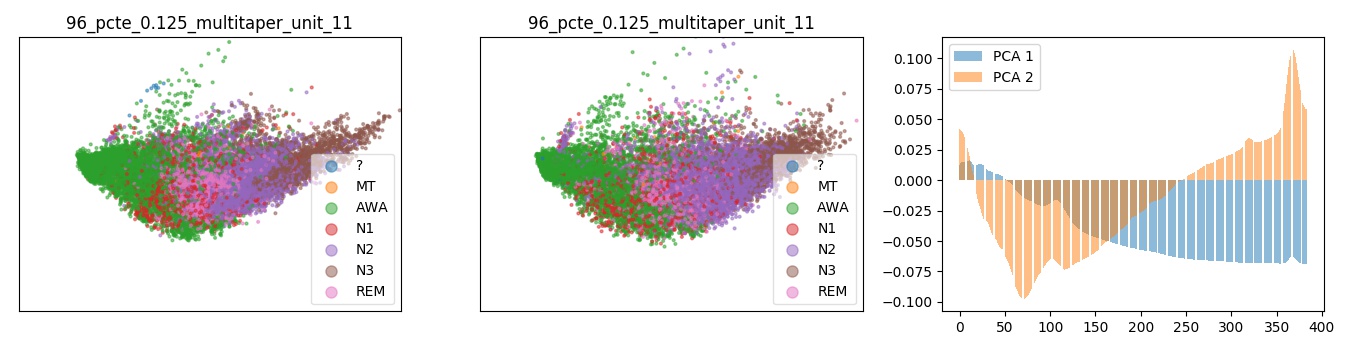 96_pcte_0.125_multitaper_unit_11
?
MT
AWA
N1
N2
N3
REM
96_pcte_0.125_multitaper_unit_11
?
MT
AWA
N1
N2
N3
REM
PCA 1
PCA 2
0.100
0.075
0.050
0.025
0.000
−0.025
−0.050
−0.075
−0.100
0 50 100 150 200 250 300 350 400